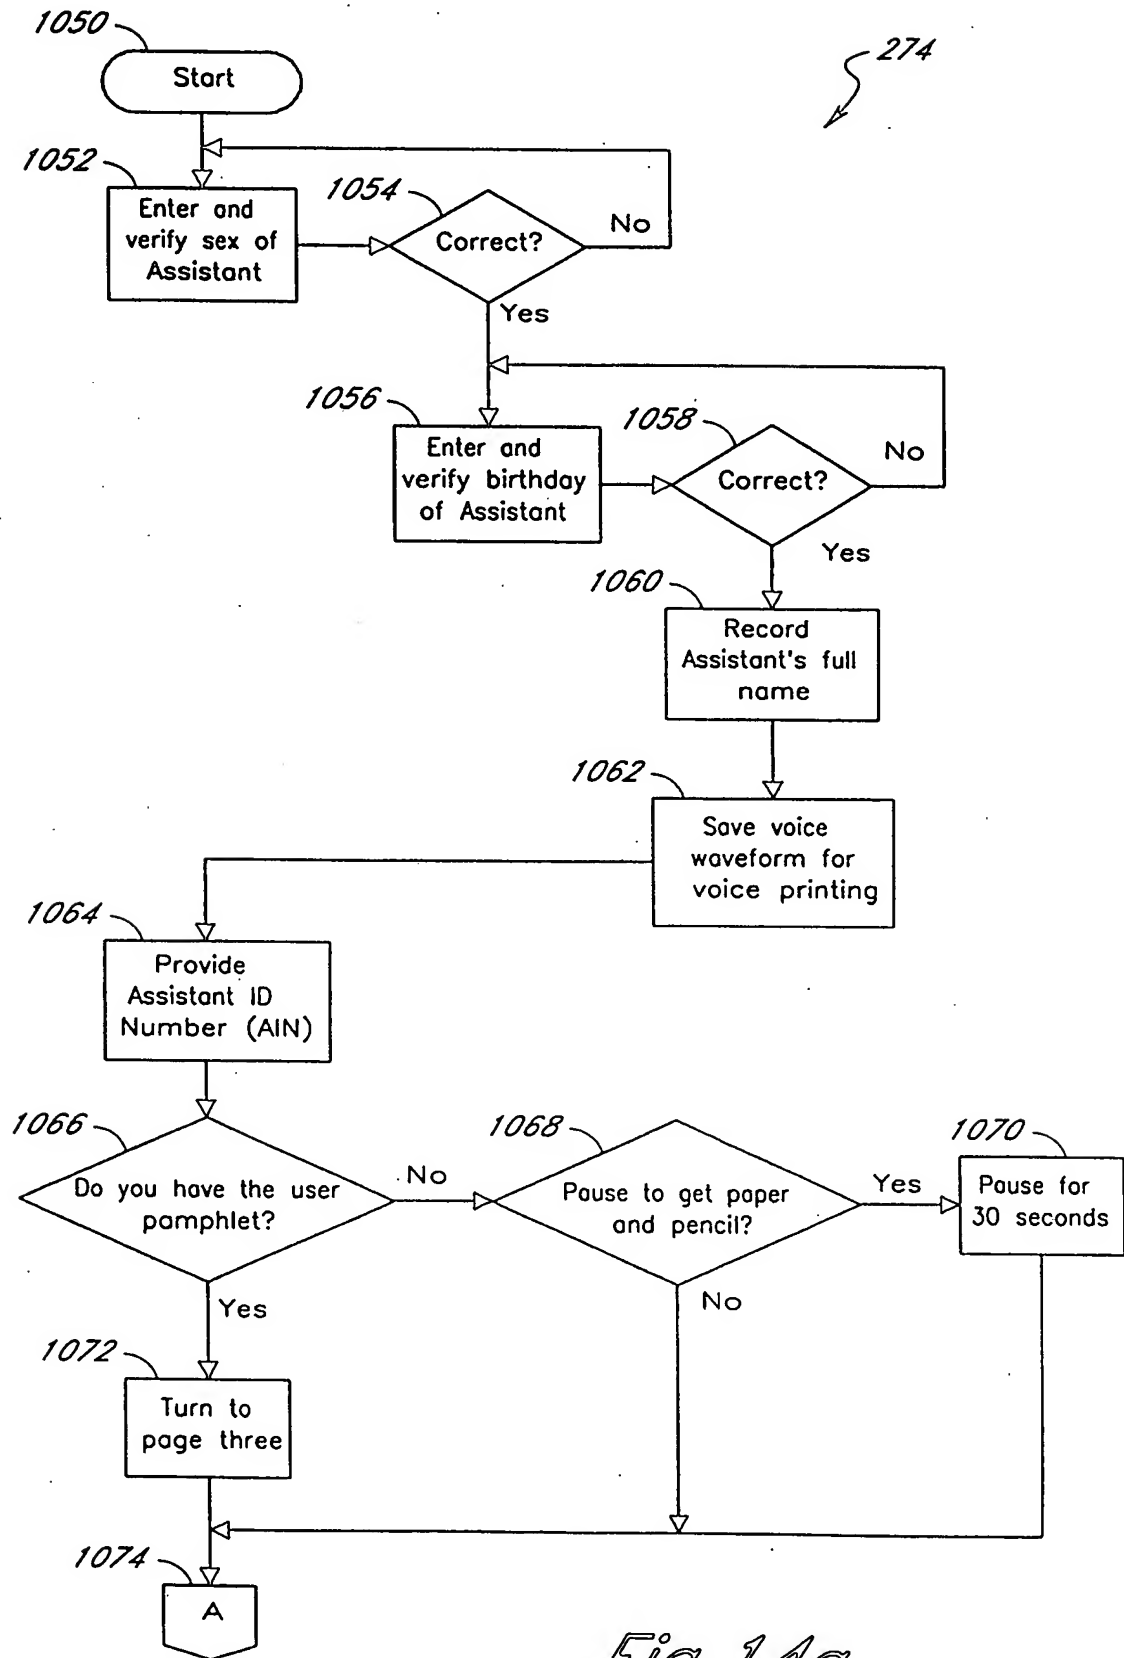 1050
Start
274
1052
Enter and
verify sex of
Assistant
1054
Correct?
No
Yes
1056
Enter and
verify birthday
of Assistant
1058
Correct?
No
Yes
1060
Record
Assistant's full
name
1062
Save voice
waveform for
voice printing
1064
Provide
Assistant ID
Number (AIN)
1066
Do you have the user
pamphlet?
No
Yes
1068
Pause to get paper
and pencil?
Yes
No
1070
Pause for
30 seconds
1072
Turn to
page three
1074
A
Fig. 14a